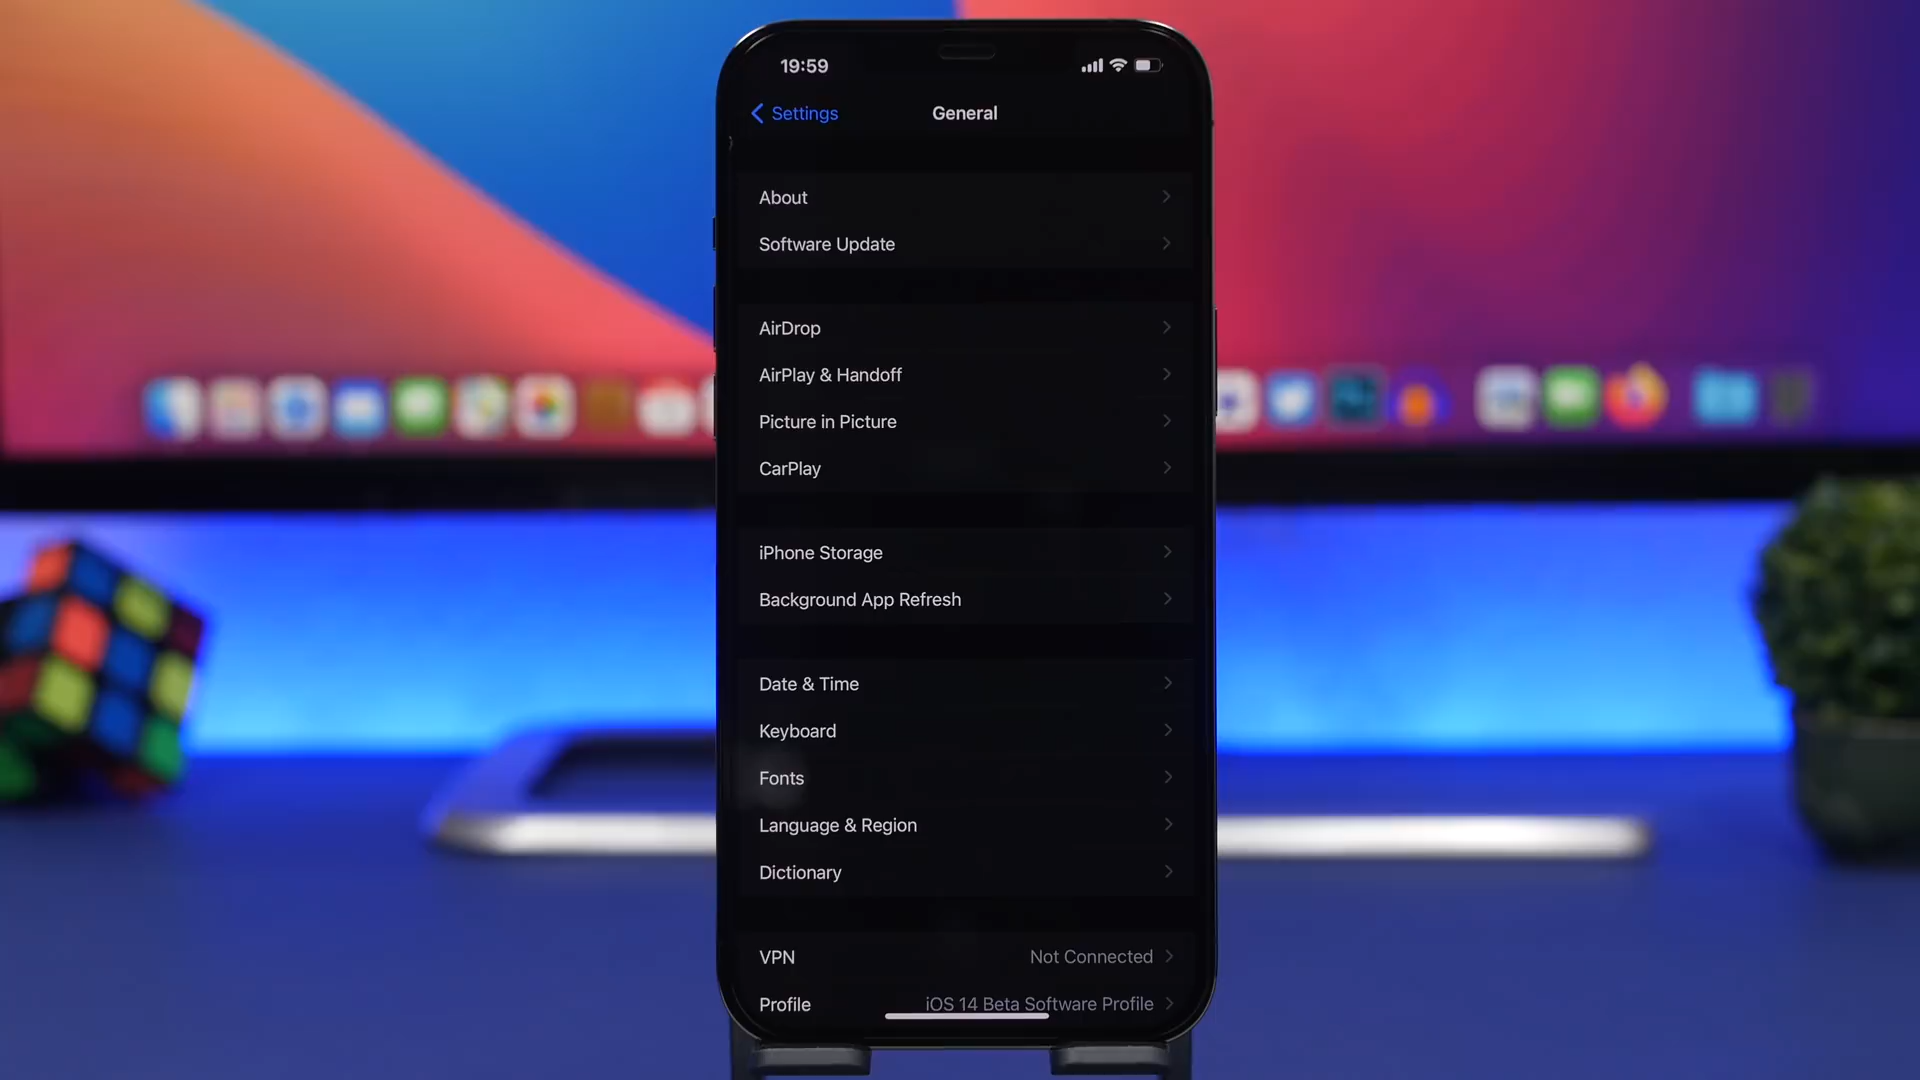 19:59
Settings
General
About
Software Update
AirDrop
AirPlay & Handoff
Picture in Picture
CarPlay
iPhone Storage
Background App Refresh
Date & Time
Keyboard
Fonts
Language & Region
Dictionary
VPN Not Connected
Profile iOS 14 Beta Software Profile